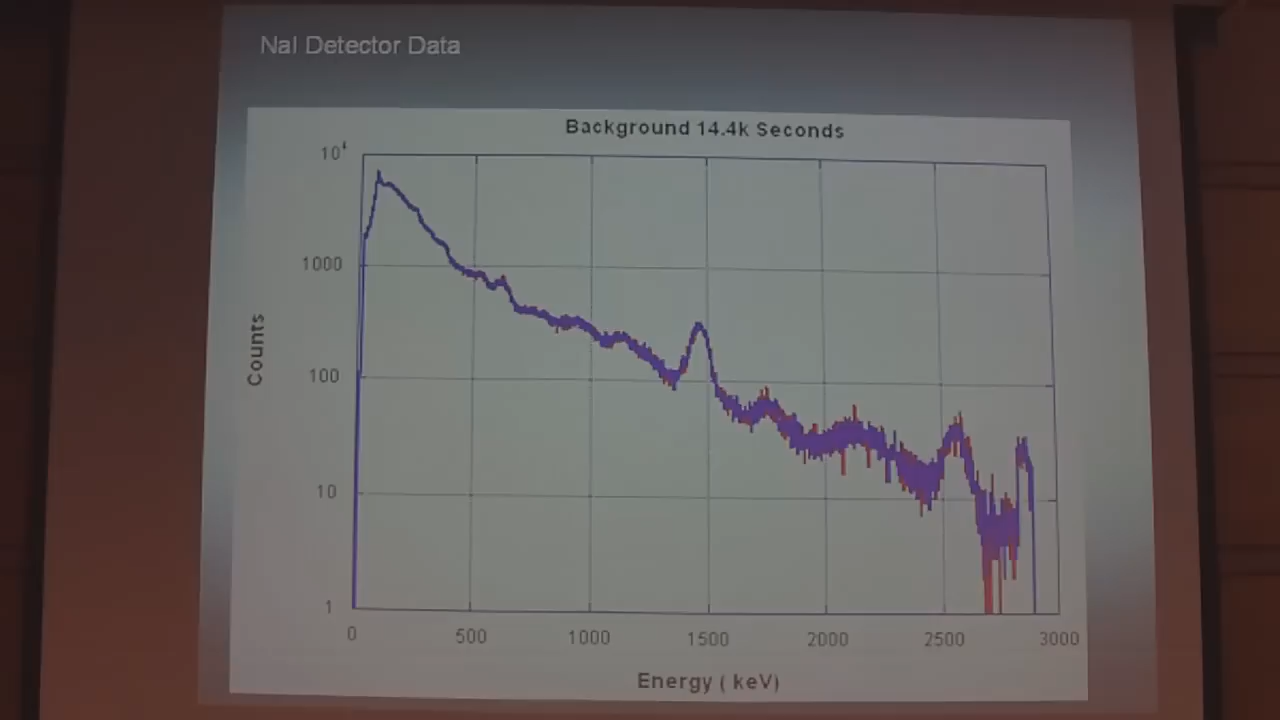 NaI Detector Data
Background 14.4k Seconds
10⁴
1000
100
10
1
Counts
0 500 1000 1500 2000 2500 3000
Energy ( keV)